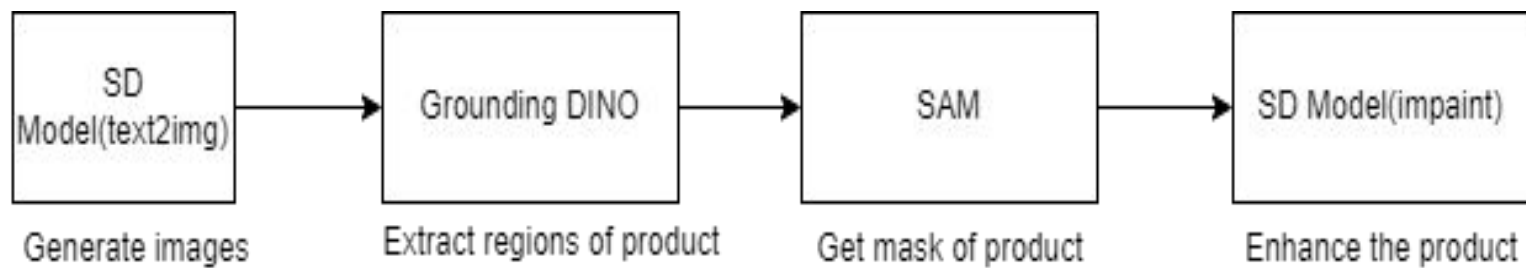 SD
Model(text2img)
Grounding DINO
SAM
SD Model(impaint)
Generate images
Extract regions of product
Get mask of product
Enhance the product